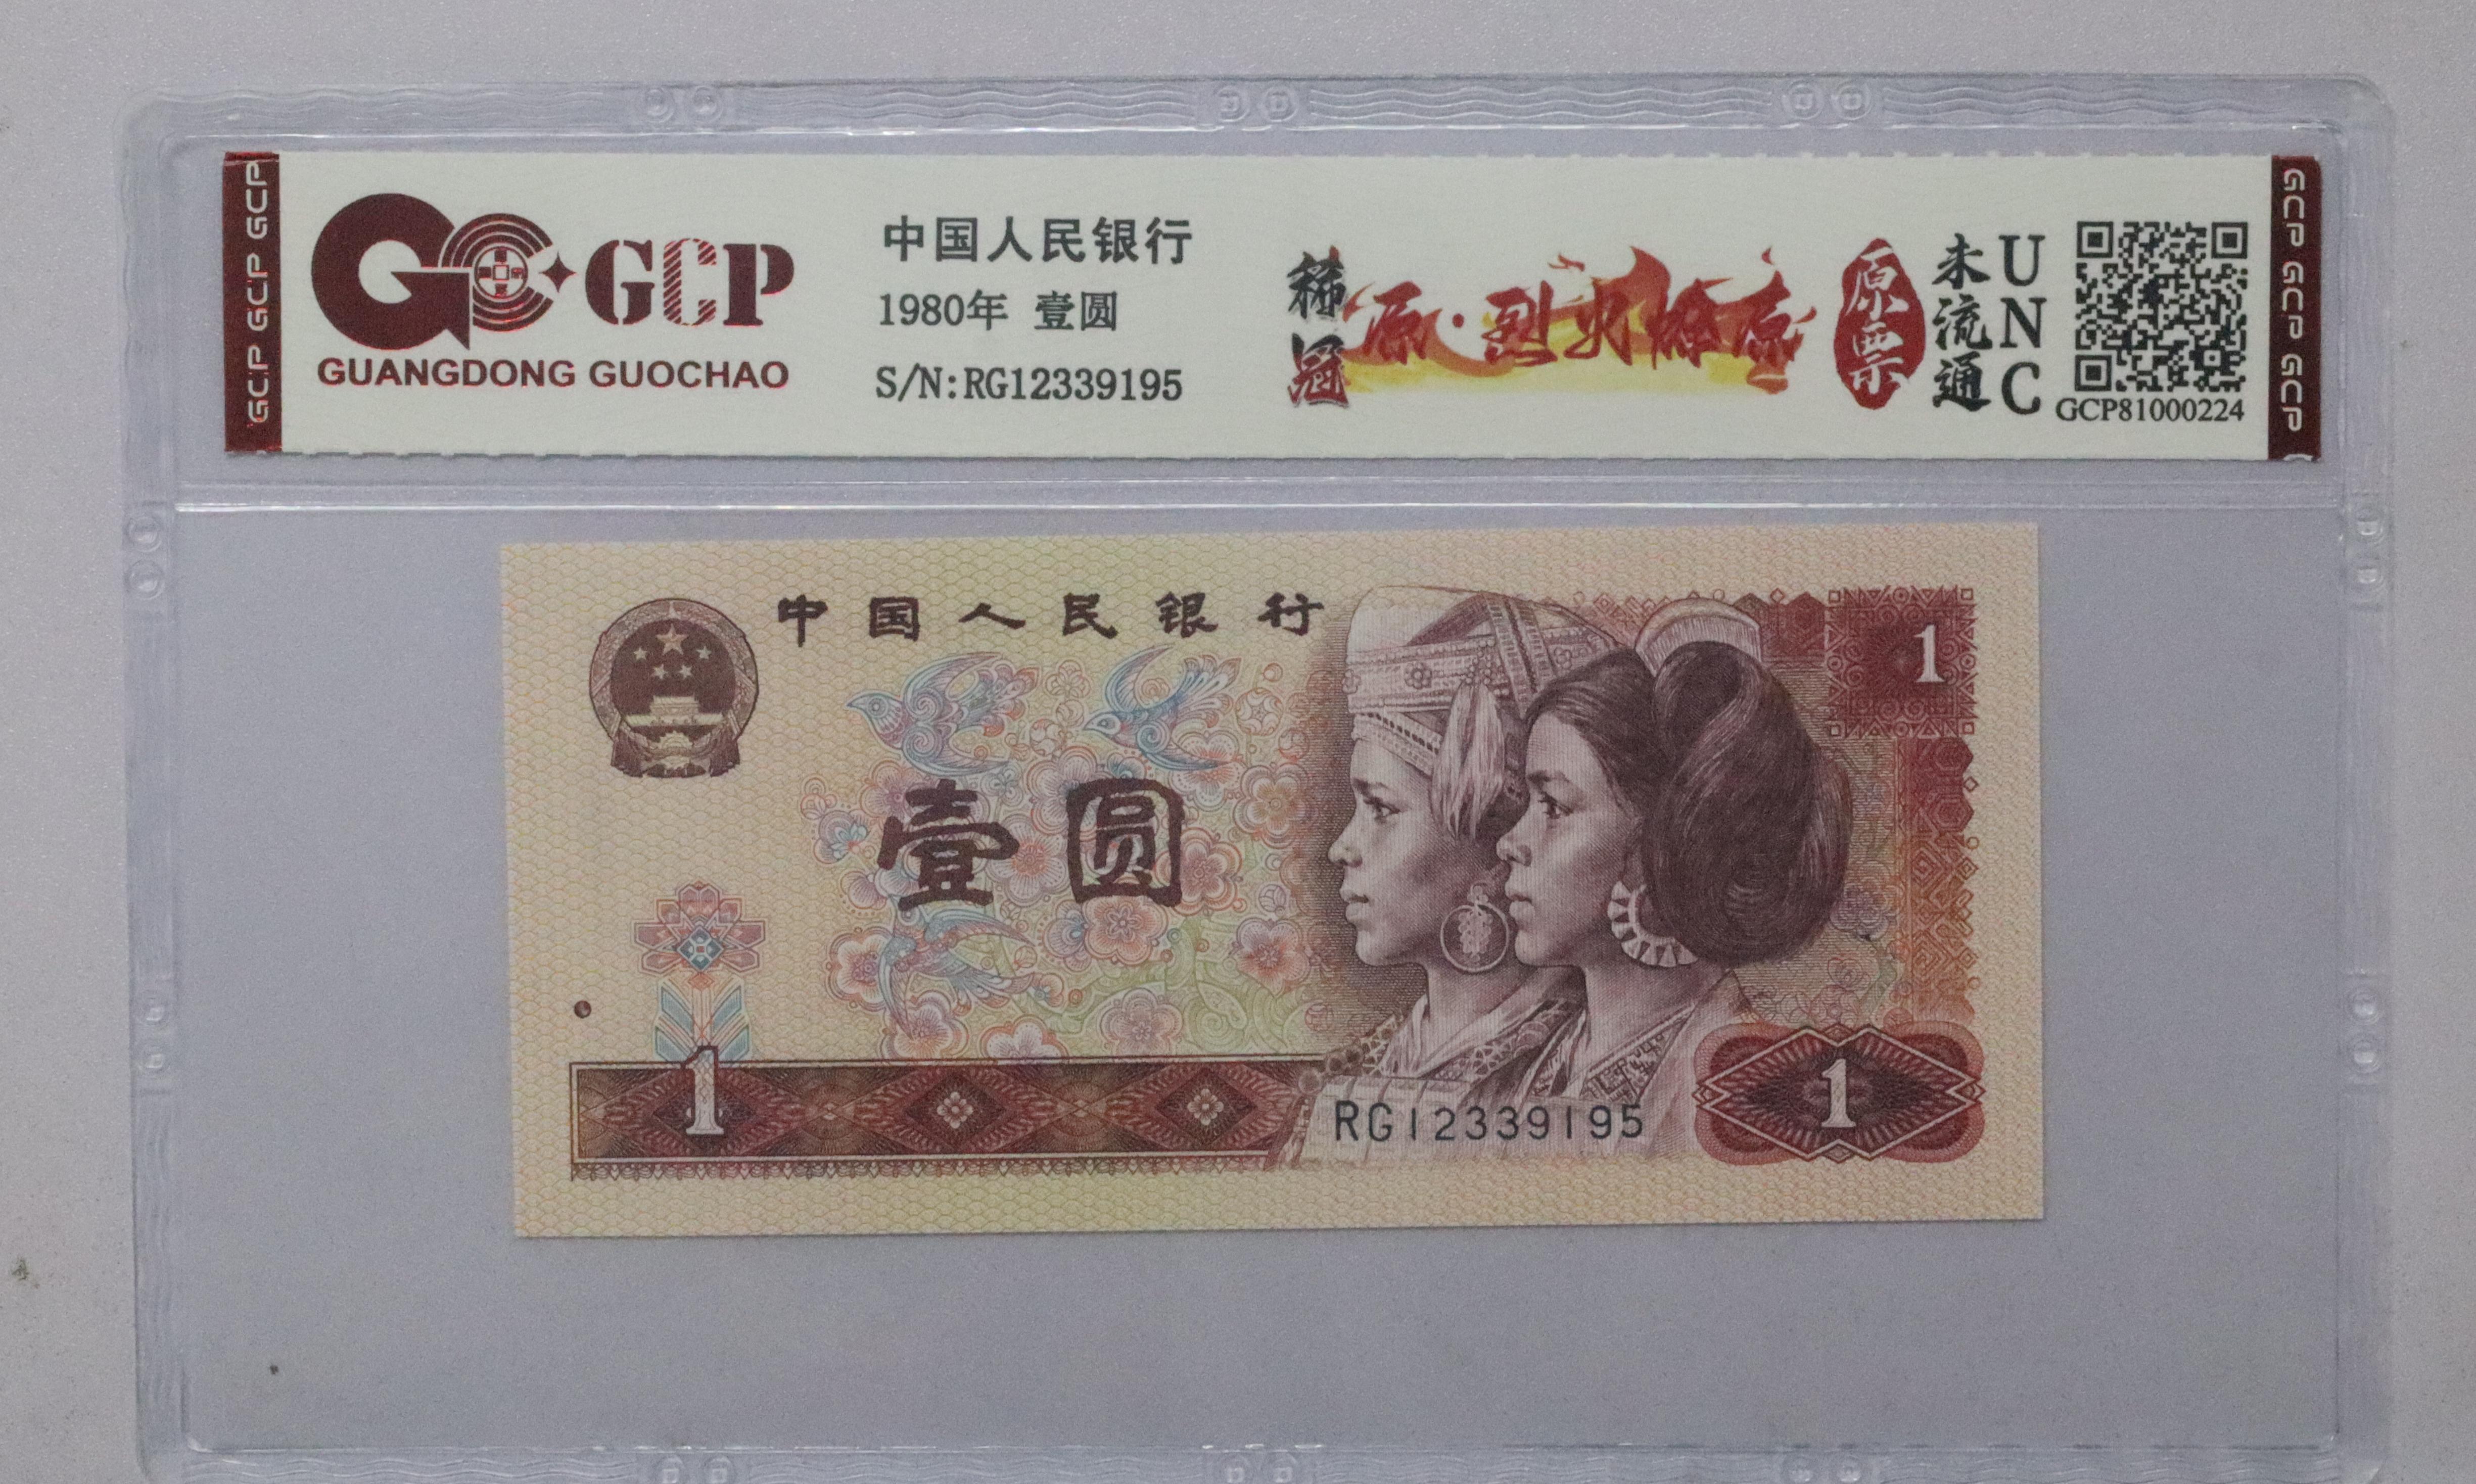 GCP GCP GCP
GCP
GUANGDONG GUOCHAO
中国人民银行
1980年 壹圆
S/N:RG12339195
稀冠
原·烈火燎原
原票
未流通
UNC
GCP81000224
GCP GCP GCP
中国人民银行
1
壹圆
1
RG12339195
1